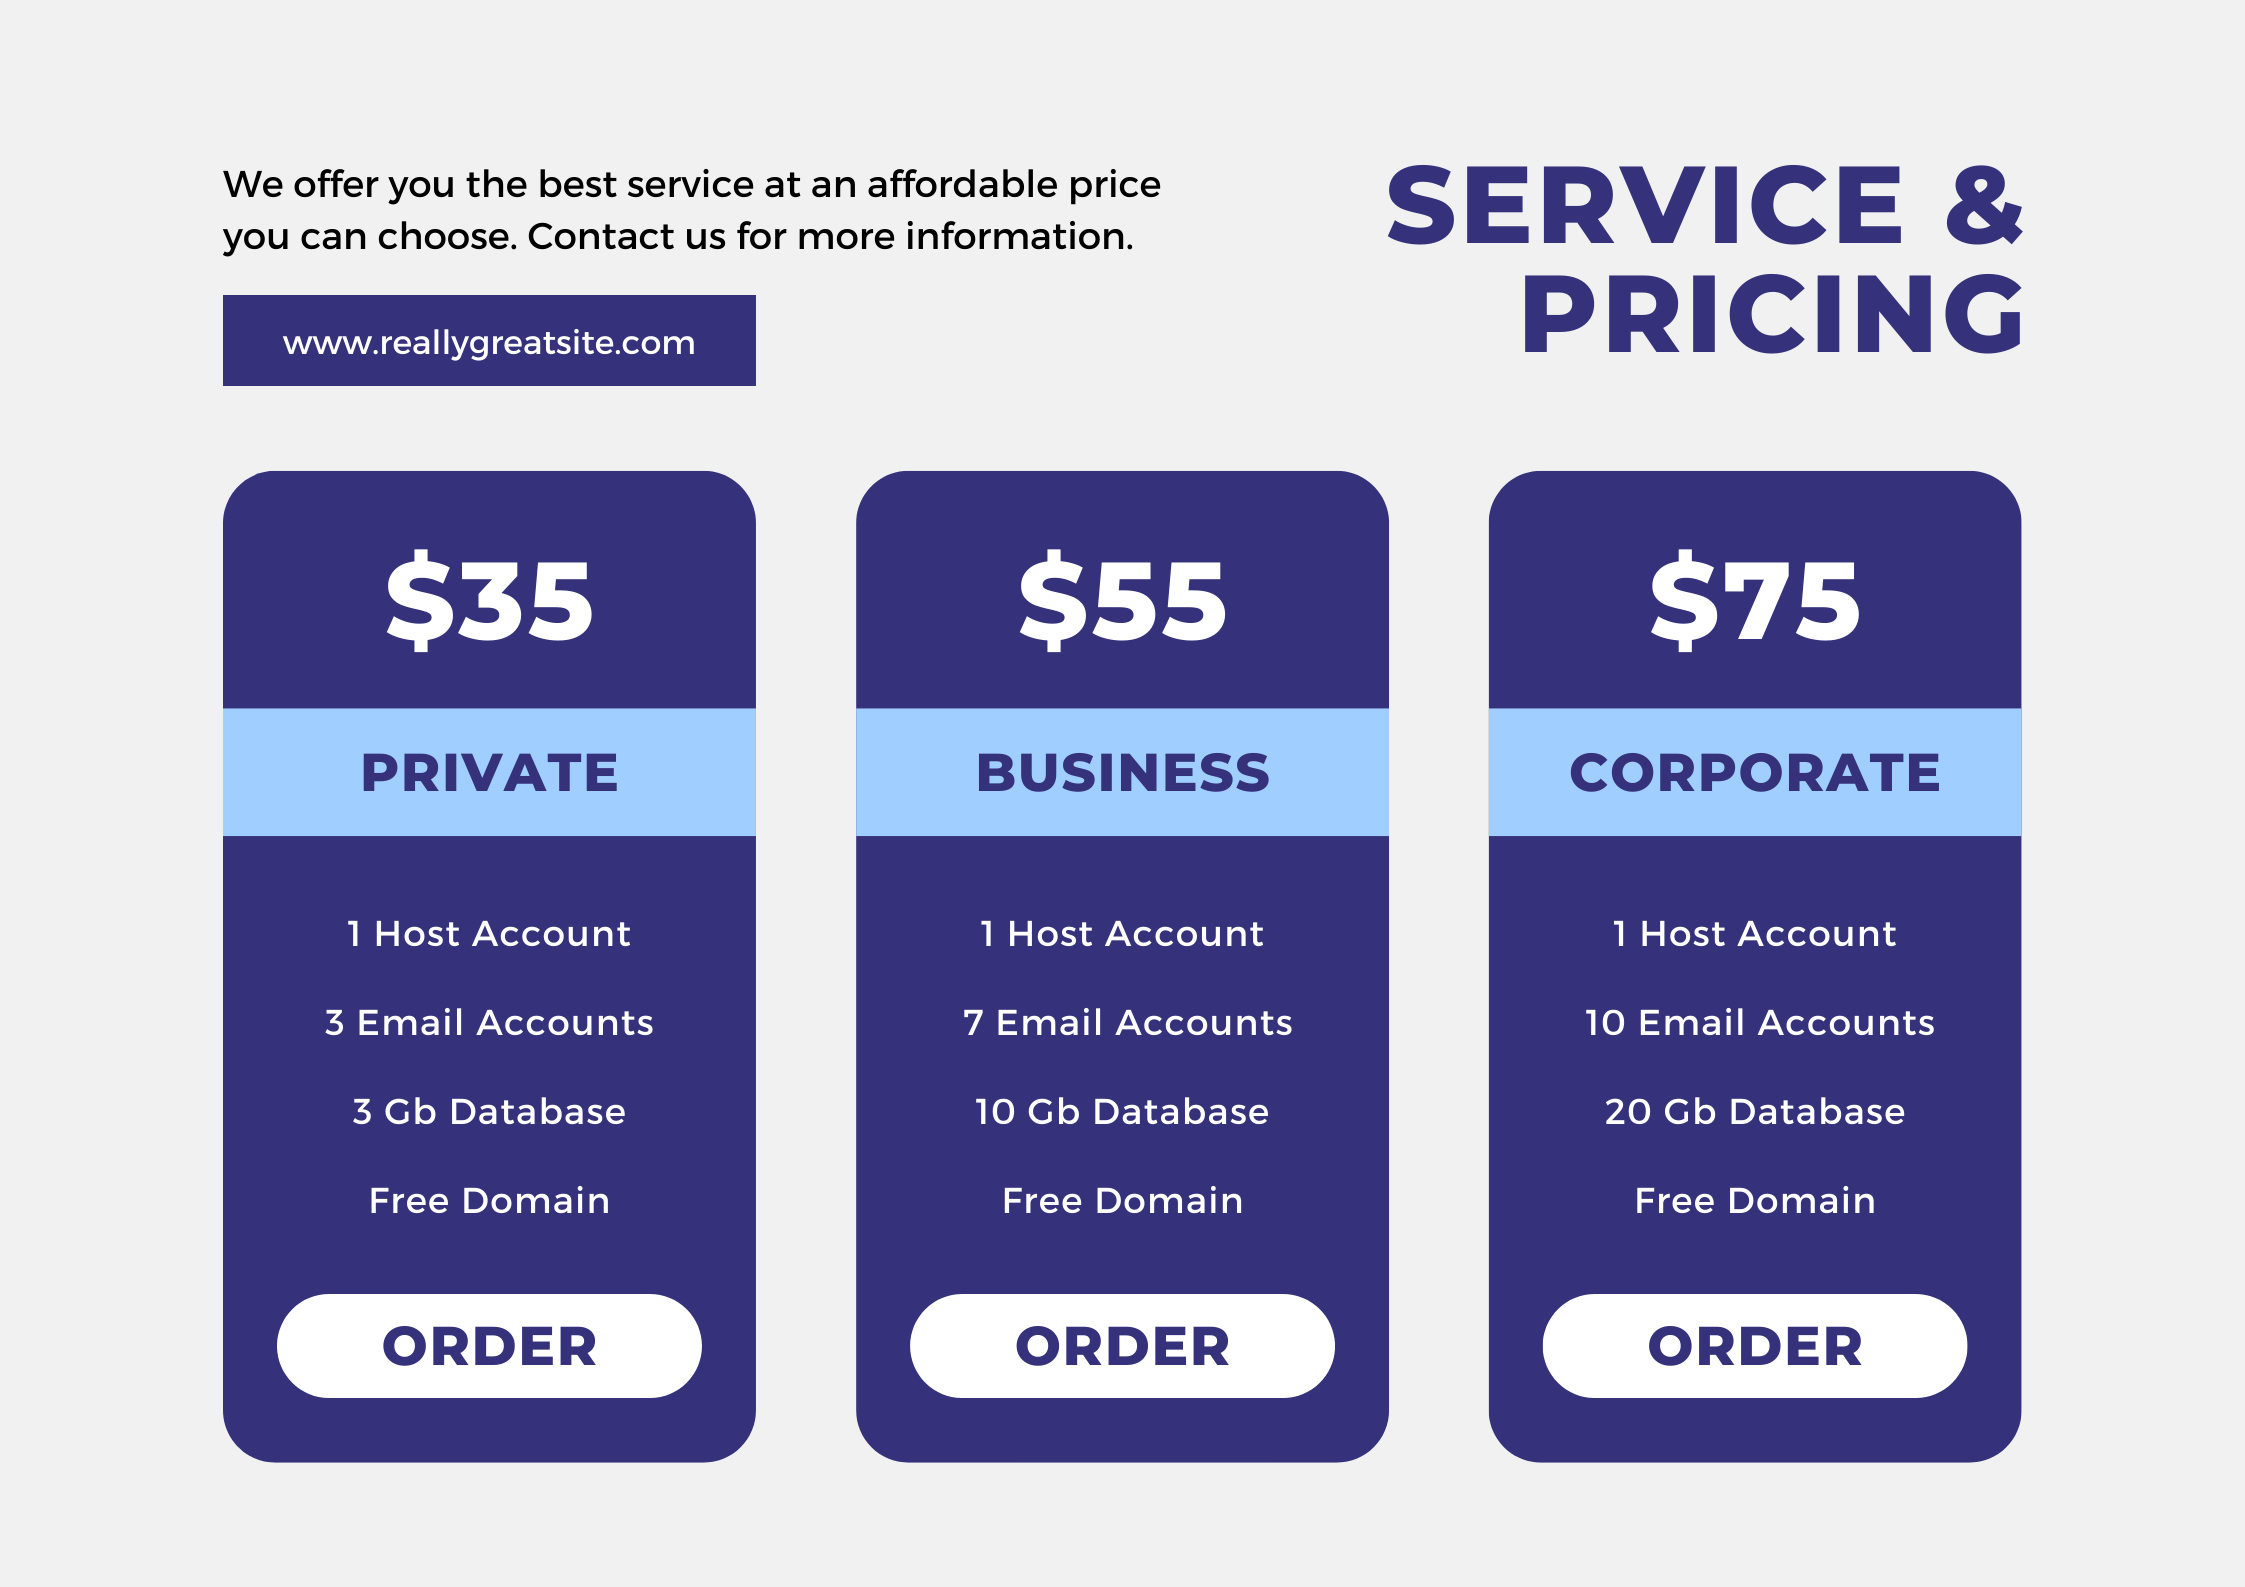 We offer you the best service at an affordable price
you can choose. Contact us for more information.
www.reallygreatsite.com
SERVICE &
PRICING
$35
PRIVATE
1 Host Account
3 Email Accounts
3 Gb Database
Free Domain
ORDER
$55
BUSINESS
1 Host Account
7 Email Accounts
10 Gb Database
Free Domain
ORDER
$75
CORPORATE
1 Host Account
10 Email Accounts
20 Gb Database
Free Domain
ORDER